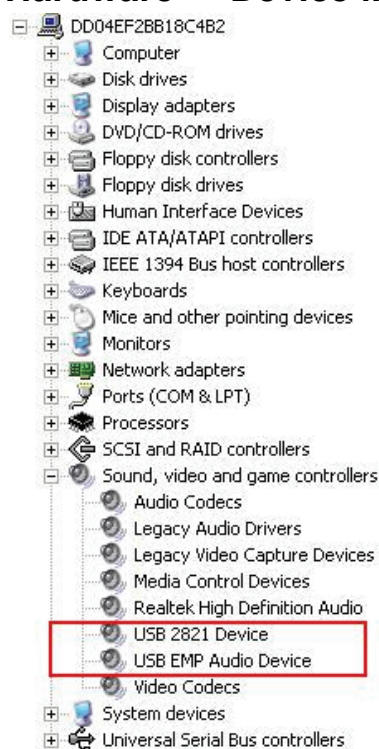 DD04EF2BB18C4B2
Computer
Disk drives
Display adapters
DVD/CD-ROM drives
Floppy disk controllers
Floppy disk drives
Human Interface Devices
IDE ATA/ATAPI controllers
IEEE 1394 Bus host controllers
Keyboards
Mice and other pointing devices
Monitors
Network adapters
Ports (COM & LPT)
Processors
SCSI and RAID controllers
Sound, video and game controllers
Audio Codecs
Legacy Audio Drivers
Legacy Video Capture Devices
Media Control Devices
Realtek High Definition Audio
USB 2821 Device
USB EMP Audio Device
Video Codecs
System devices
Universal Serial Bus controllers